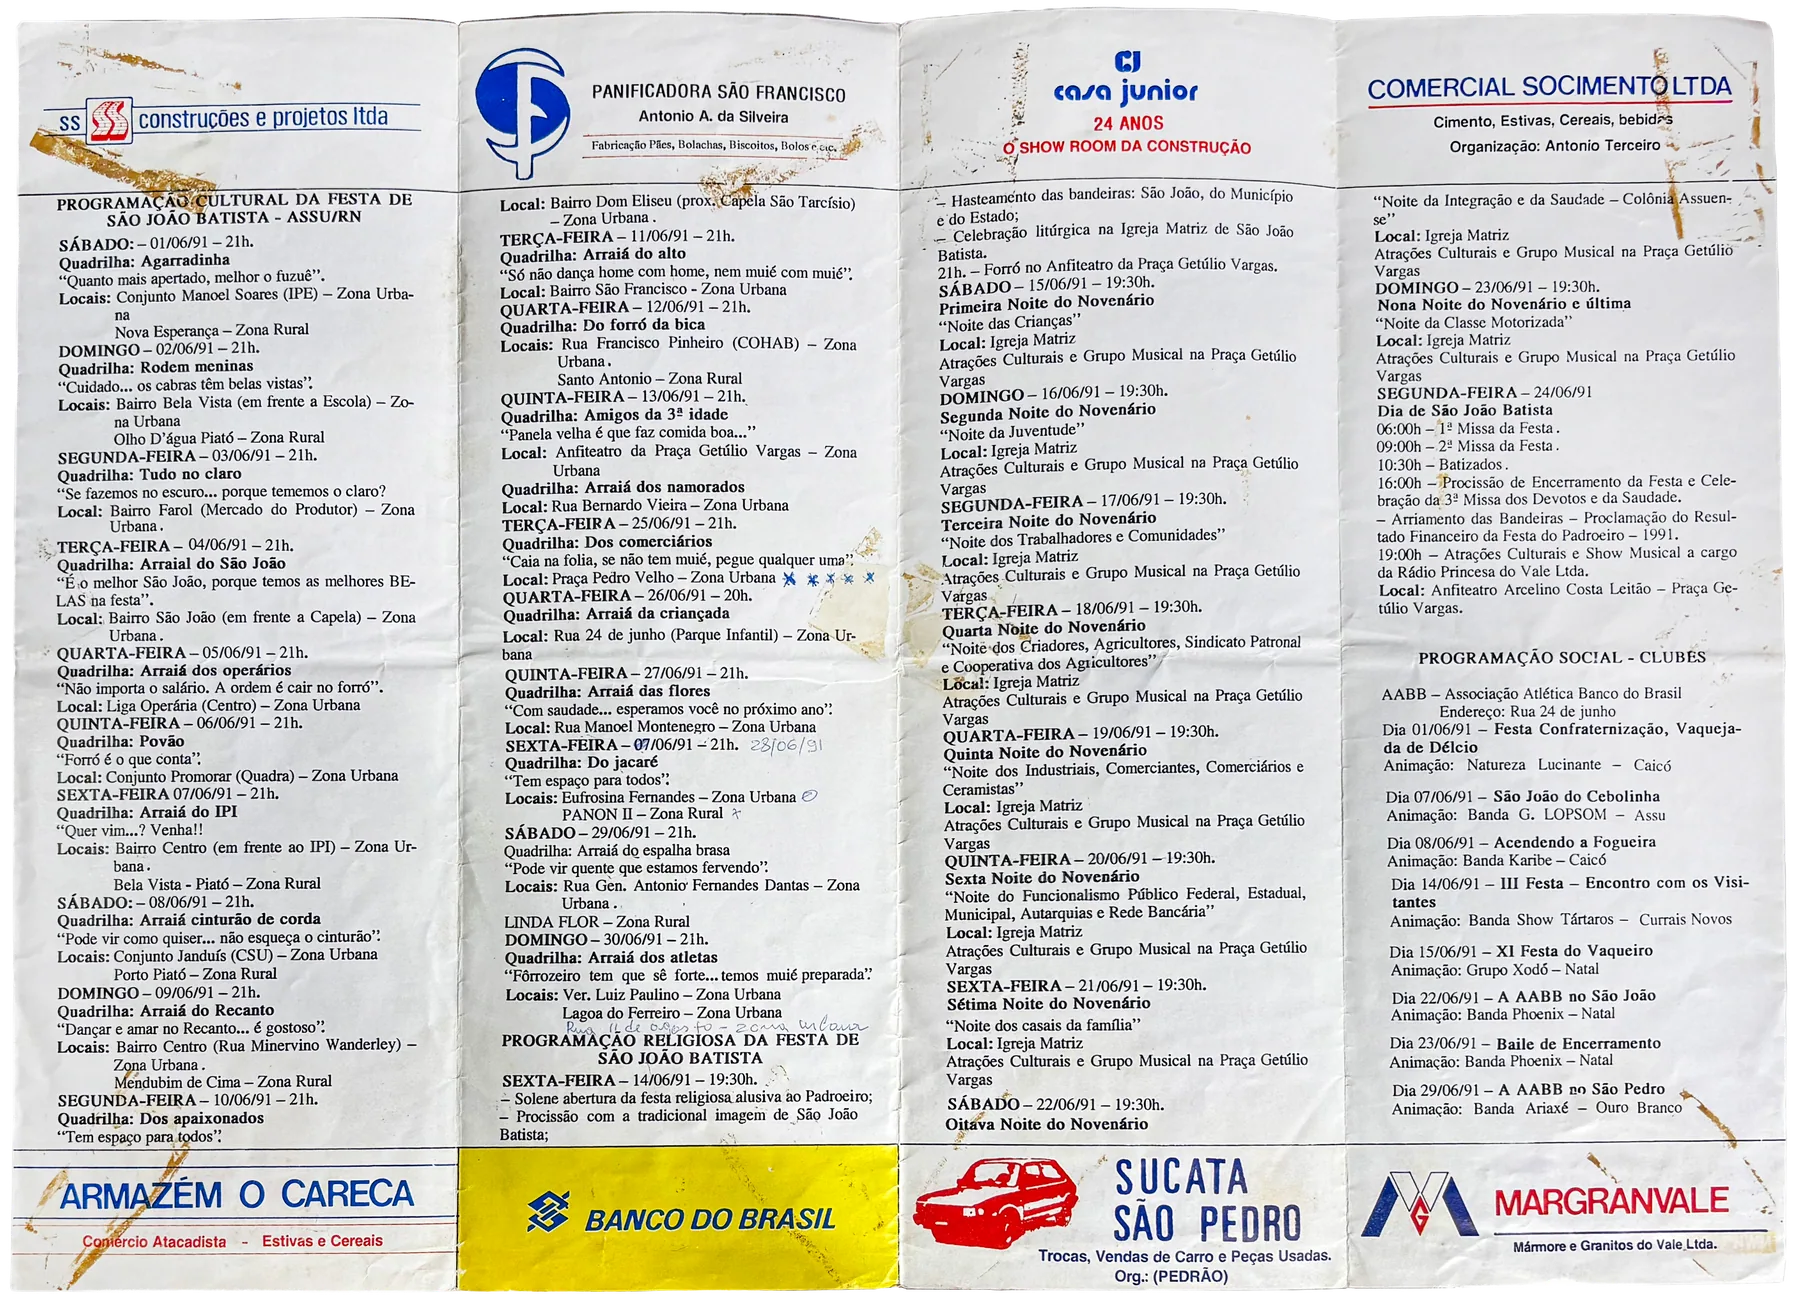 ss SS construções e projetos ltda
PROGRAMAÇÃO CULTURAL DA FESTA DE
SÃO JOÃO BATISTA - ASSU/RN
SÁBADO: – 01/06/91 – 21h.
Quadrilha: Agarradinha
“Quanto mais apertado, melhor o fuzuê”.
Locais: Conjunto Manoel Soares (IPE) – Zona Urba-
na
Nova Esperança – Zona Rural
DOMINGO – 02/06/91 – 21h.
Quadrilha: Rodem meninas
“Cuidado... os cabras têm belas vistas”.
Locais: Bairro Bela Vista (em frente a Escola) – Zo-
na Urbana
Olho D'água Piató – Zona Rural
SEGUNDA-FEIRA – 03/06/91 – 21h.
Quadrilha: Tudo no claro
“Se fazemos no escuro... porque tememos o claro?
Local: Bairro Farol (Mercado do Produtor) – Zona
Urbana.
TERÇA-FEIRA – 04/06/91 – 21h.
Quadrilha: Arraial do São João
“É o melhor São João, porque temos as melhores BE-
LAS na festa”.
Local: Bairro São João (em frente a Capela) – Zona
Urbana.
QUARTA-FEIRA – 05/06/91 – 21h.
Quadrilha: Arraiá dos operários
“Não importa o salário. A ordem é cair no forró”.
Local: Liga Operária (Centro) – Zona Urbana
QUINTA-FEIRA – 06/06/91 – 21h.
Quadrilha: Povão
“Forró é o que conta”.
Local: Conjunto Promorar (Quadra) – Zona Urbana
SEXTA-FEIRA 07/06/91 – 21h.
Quadrilha: Arraiá do IPI
“Quer vim...? Venha!!
Locais: Bairro Centro (em frente ao IPI) – Zona Ur-
bana.
Bela Vista - Piató – Zona Rural
SÁBADO: – 08/06/91 – 21h.
Quadrilha: Arraiá cinturão de corda
“Pode vir como quiser... não esqueça o cinturão”.
Locais: Conjunto Janduís (CSU) – Zona Urbana
Porto Piató – Zona Rural
DOMINGO – 09/06/91 – 21h.
Quadrilha: Arraiá do Recanto
“Dançar e amar no Recanto... é gostoso”.
Locais: Bairro Centro (Rua Minervino Wanderley) –
Zona Urbana.
Mendubim de Cima – Zona Rural
SEGUNDA-FEIRA – 10/06/91 – 21h.
Quadrilha: Dos apaixonados
“Tem espaço para todos”.
ARMAZÉM O CARECA
Comércio Atacadista - Estivas e Cereais
PANIFICADORA SÃO FRANCISCO
Antonio A. da Silveira
Fabricação Pães, Bolachas, Biscoitos, Bolos e etc.
Local: Bairro Dom Eliseu (prox. Capela São Tarcísio)
– Zona Urbana.
TERÇA-FEIRA – 11/06/91 – 21h.
Quadrilha: Arraiá do alto
“Só não dança home com home, nem muié com muié”.
Local: Bairro São Francisco - Zona Urbana
QUARTA-FEIRA – 12/06/91 – 21h.
Quadrilha: Do forró da bica
Locais: Rua Francisco Pinheiro (COHAB) – Zona
Urbana.
Santo Antonio – Zona Rural
QUINTA-FEIRA – 13/06/91 – 21h.
Quadrilha: Amigos da 3ª idade
“Panela velha é que faz comida boa...”
Local: Anfiteatro da Praça Getúlio Vargas – Zona
Urbana
Quadrilha: Arraiá dos namorados
Local: Rua Bernardo Vieira – Zona Urbana
TERÇA-FEIRA – 25/06/91 – 21h.
Quadrilha: Dos comerciários
“Caia na folia, se não tem muié, pegue qualquer uma”.
Local: Praça Pedro Velho – Zona Urbana
QUARTA-FEIRA – 26/06/91 – 20h.
Quadrilha: Arraiá da criançada
Local: Rua 24 de junho (Parque Infantil) – Zona Ur-
bana
QUINTA-FEIRA – 27/06/91 – 21h.
Quadrilha: Arraiá das flores
“Com saudade... esperamos você no próximo ano”.
Local: Rua Manoel Montenegro – Zona Urbana
SEXTA-FEIRA – 07/06/91 – 21h. 28/06/91
Quadrilha: Do jacaré
“Tem espaço para todos”.
Locais: Eufrosina Fernandes – Zona Urbana
PANON II – Zona Rural
SÁBADO – 29/06/91 – 21h.
Quadrilha: Arraiá do espalha brasa
“Pode vir quente que estamos fervendo”.
Locais: Rua Gen. Antonio Fernandes Dantas – Zona
Urbana.
LINDA FLOR – Zona Rural
DOMINGO – 30/06/91 – 21h.
Quadrilha: Arraiá dos atletas
“Fôrrozeiro tem que sê forte... temos muié preparada”.
Locais: Ver. Luiz Paulino – Zona Urbana
Lagoa do Ferreiro – Zona Urbana
Rua 11 de agosto – zona urbana
PROGRAMAÇÃO RELIGIOSA DA FESTA DE
SÃO JOÃO BATISTA
SEXTA-FEIRA – 14/06/91 – 19:30h.
– Solene abertura da festa religiosa alusiva ao Padroeiro;
– Procissão com a tradicional imagem de São João
Batista;
BANCO DO BRASIL
CJ
casa junior
24 ANOS
O SHOW ROOM DA CONSTRUÇÃO
– Hasteamento das bandeiras: São João, do Município
e do Estado;
– Celebração litúrgica na Igreja Matriz de São João
Batista.
21h. – Forró no Anfiteatro da Praça Getúlio Vargas.
SÁBADO – 15/06/91 – 19:30h.
Primeira Noite do Novenário
“Noite das Crianças”
Local: Igreja Matriz
Atrações Culturais e Grupo Musical na Praça Getúlio
Vargas
DOMINGO – 16/06/91 – 19:30h.
Segunda Noite do Novenário
“Noite da Juventude”
Local: Igreja Matriz
Atrações Culturais e Grupo Musical na Praça Getúlio
Vargas
SEGUNDA-FEIRA – 17/06/91 – 19:30h.
Terceira Noite do Novenário
“Noite dos Trabalhadores e Comunidades”
Local: Igreja Matriz
Atrações Culturais e Grupo Musical na Praça Getúlio
Vargas
TERÇA-FEIRA – 18/06/91 – 19:30h.
Quarta Noite do Novenário
“Noite dos Criadores, Agricultores, Sindicato Patronal
e Cooperativa dos Agricultores”
Local: Igreja Matriz
Atrações Culturais e Grupo Musical na Praça Getúlio
Vargas
QUARTA-FEIRA – 19/06/91 – 19:30h.
Quinta Noite do Novenário
“Noite dos Industriais, Comerciantes, Comerciários e
Ceramistas”
Local: Igreja Matriz
Atrações Culturais e Grupo Musical na Praça Getúlio
Vargas
QUINTA-FEIRA – 20/06/91 – 19:30h.
Sexta Noite do Novenário
“Noite do Funcionalismo Público Federal, Estadual,
Municipal, Autarquias e Rede Bancária”
Local: Igreja Matriz
Atrações Culturais e Grupo Musical na Praça Getúlio
Vargas
SEXTA-FEIRA – 21/06/91 – 19:30h.
Sétima Noite do Novenário
“Noite dos casais da família”
Local: Igreja Matriz
Atrações Culturais e Grupo Musical na Praça Getúlio
Vargas
SÁBADO – 22/06/91 – 19:30h.
Oitava Noite do Novenário
SUCATA
SÃO PEDRO
Trocas, Vendas de Carro e Peças Usadas.
Org.: (PEDRÃO)
COMERCIAL SOCIMENTO LTDA
Cimento, Estivas, Cereais, bebidas
Organização: Antonio Terceiro
“Noite da Integração e da Saudade – Colônia Assuen-
se”
Local: Igreja Matriz
Atrações Culturais e Grupo Musical na Praça Getúlio
Vargas
DOMINGO – 23/06/91 – 19:30h.
Nona Noite do Novenário e última
“Noite da Classe Motorizada”
Local: Igreja Matriz
Atrações Culturais e Grupo Musical na Praça Getúlio
Vargas
SEGUNDA-FEIRA – 24/06/91
Dia de São João Batista
06:00h – 1ª Missa da Festa.
09:00h – 2ª Missa da Festa.
10:30h – Batizados.
16:00h – Procissão de Encerramento da Festa e Cele-
bração da 3ª Missa dos Devotos e da Saudade.
– Arriamento das Bandeiras – Proclamação do Resul-
tado Financeiro da Festa do Padroeiro – 1991.
19:00h – Atrações Culturais e Show Musical a cargo
da Rádio Princesa do Vale Ltda.
Local: Anfiteatro Arcelino Costa Leitão – Praça Ge-
túlio Vargas.
PROGRAMAÇÃO SOCIAL - CLUBES
AABB – Associação Atlética Banco do Brasil
Endereço: Rua 24 de junho
Dia 01/06/91 – Festa Confraternização, Vaqueja-
da de Délcio
Animação: Natureza Lucinante – Caicó
Dia 07/06/91 – São João do Cebolinha
Animação: Banda G. LOPSOM – Assu
Dia 08/06/91 – Acendendo a Fogueira
Animação: Banda Karibe – Caicó
Dia 14/06/91 – III Festa – Encontro com os Visi-
tantes
Animação: Banda Show Tártaros – Currais Novos
Dia 15/06/91 – XI Festa do Vaqueiro
Animação: Grupo Xodó – Natal
Dia 22/06/91 – A AABB no São João
Animação: Banda Phoenix – Natal
Dia 23/06/91 – Baile de Encerramento
Animação: Banda Phoenix – Natal
Dia 29/06/91 – A AABB no São Pedro
Animação: Banda Ariaxé – Ouro Branco
MARGRANVALE
Mármore e Granitos do Vale Ltda.